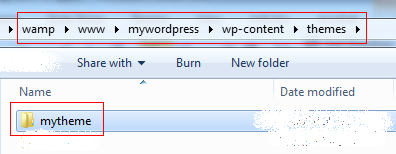 wamp ▸ www ▸ mywordpress ▸ wp-content ▸ themes ▸
Share with ▾ Burn New folder
Name Date modified
mytheme